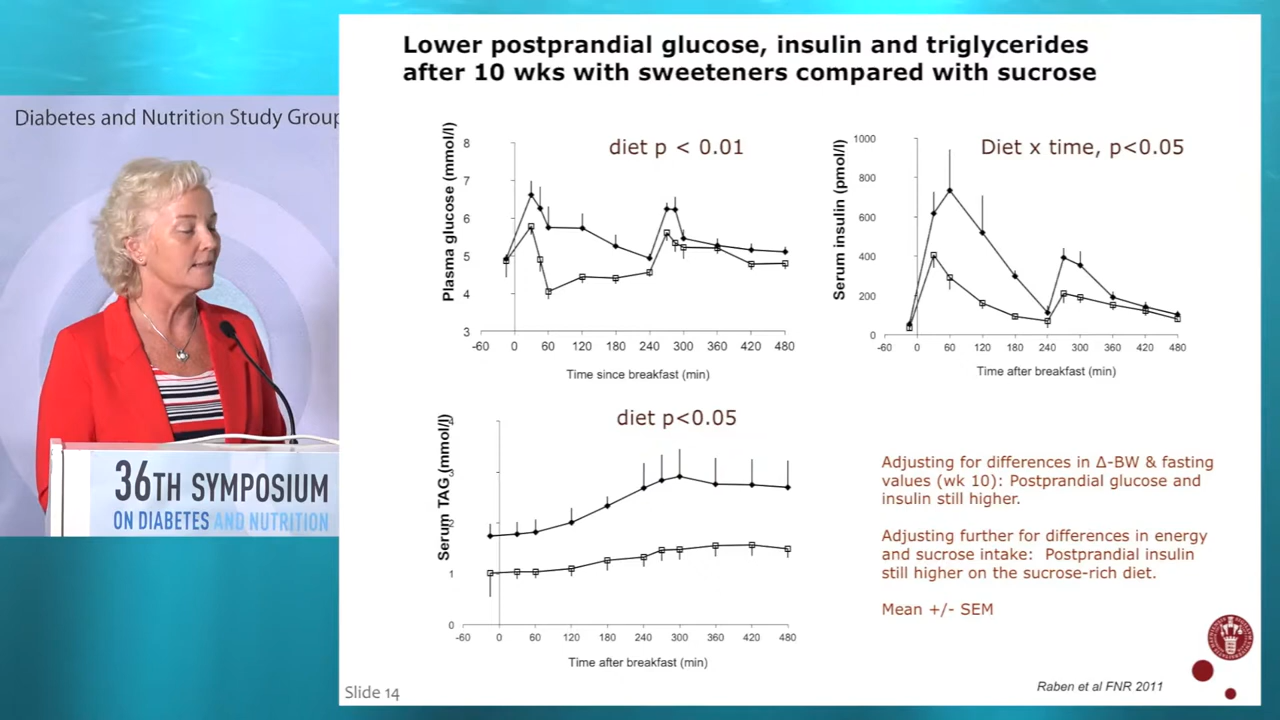 Diabetes and Nutrition Study Group
36TH SYMPOSIUM
ON DIABETES AND NUTRITION
Lower postprandial glucose, insulin and triglycerides
after 10 wks with sweeteners compared with sucrose
diet p < 0.01
Plasma glucose (mmol/l)
8
7
6
5
4
3
-60 0 60 120 180 240 300 360 420 480
Time since breakfast (min)
Diet x time, p<0.05
Serum insulin (pmol/l)
1000
800
600
400
200
0
-60 0 60 120 180 240 300 360 420 480
Time after breakfast (min)
diet p<0.05
Serum TAG (mmol/l)
4
3
2
1
0
-60 0 60 120 180 240 300 360 420 480
Time after breakfast (min)
Adjusting for differences in Δ-BW & fasting
values (wk 10): Postprandial glucose and
insulin still higher.
Adjusting further for differences in energy
and sucrose intake: Postprandial insulin
still higher on the sucrose-rich diet.
Mean +/- SEM
Raben et al FNR 2011
Slide 14